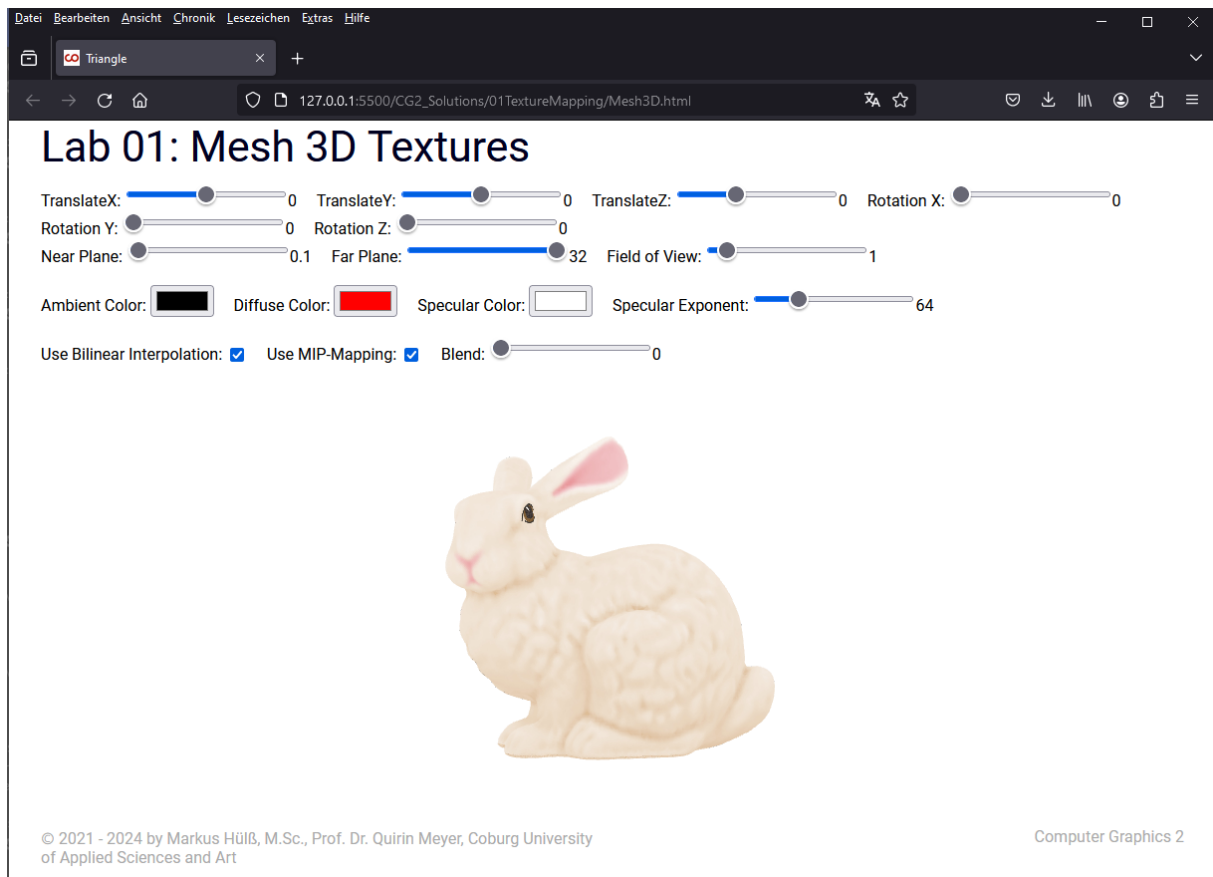 Datei Bearbeiten Ansicht Chronik Lesezeichen Extras Hilfe
Triangle
127.0.0.1:5500/CG2_Solutions/01TextureMapping/Mesh3D.html
Lab 01: Mesh 3D Textures
TranslateX: 0 TranslateY: 0 TranslateZ: 0 Rotation X: 0
Rotation Y: 0 Rotation Z: 0
Near Plane: 0.1 Far Plane: 32 Field of View: 1
Ambient Color: Diffuse Color: Specular Color: Specular Exponent: 64
Use Bilinear Interpolation: Use MIP-Mapping: Blend: 0
© 2021 - 2024 by Markus Hülß, M.Sc., Prof. Dr. Quirin Meyer, Coburg University
of Applied Sciences and Art
Computer Graphics 2